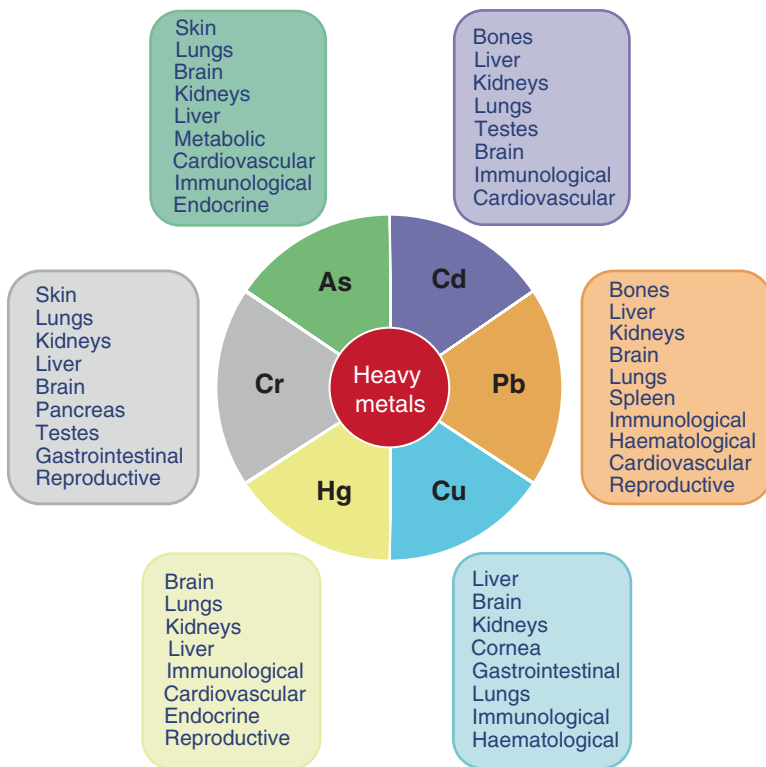 Skin
Lungs
Brain
Kidneys
Liver
Metabolic
Cardiovascular
Immunological
Endocrine
Bones
Liver
Kidneys
Lungs
Testes
Brain
Immunological
Cardiovascular
As
Cd
Skin
Lungs
Kidneys
Liver
Brain
Pancreas
Testes
Gastrointestinal
Reproductive
Cr
Heavy
metals
Pb
Bones
Liver
Kidneys
Brain
Lungs
Spleen
Immunological
Haematological
Cardiovascular
Reproductive
Hg
Cu
Brain
Lungs
Kidneys
Liver
Immunological
Cardiovascular
Endocrine
Reproductive
Liver
Brain
Kidneys
Cornea
Gastrointestinal
Lungs
Immunological
Haematological